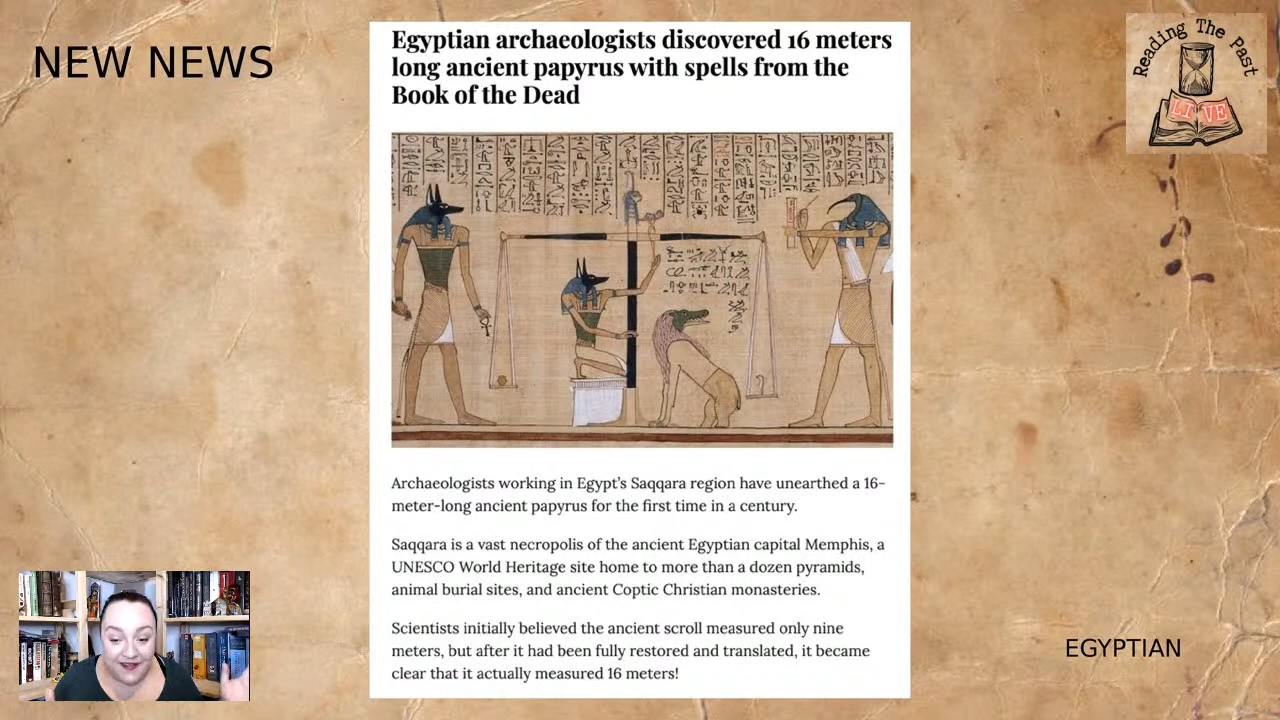 NEW NEWS
Reading The Past
LIVE
Egyptian archaeologists discovered 16 meters
long ancient papyrus with spells from the
Book of the Dead
Archaeologists working in Egypt’s Saqqara region have unearthed a 16-
meter-long ancient papyrus for the first time in a century.
Saqqara is a vast necropolis of the ancient Egyptian capital Memphis, a
UNESCO World Heritage site home to more than a dozen pyramids,
animal burial sites, and ancient Coptic Christian monasteries.
Scientists initially believed the ancient scroll measured only nine
meters, but after it had been fully restored and translated, it became
clear that it actually measured 16 meters!
EGYPTIAN